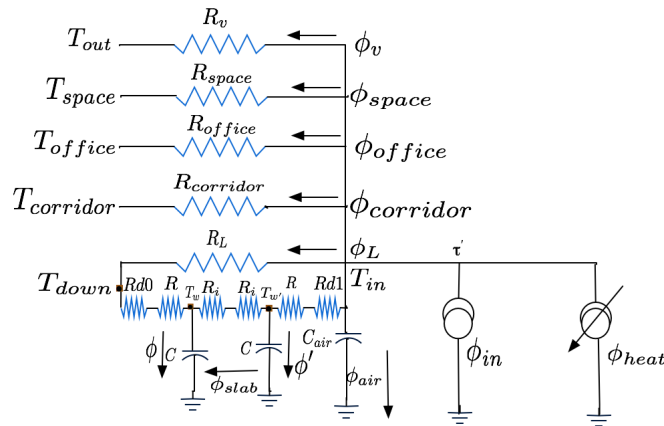 R_v
T_out ϕ_v
R_space
T_space ϕ_space
R_office
T_office ϕ_office
R_corridor
T_corridor ϕ_corridor
R_L ϕ_L τ'
T_down Rd0 R T_w R_i R_i T_w' R Rd1 T_in
ϕ C C ϕ' C_air ϕ_in ϕ_heat
ϕ_slab ϕ_air